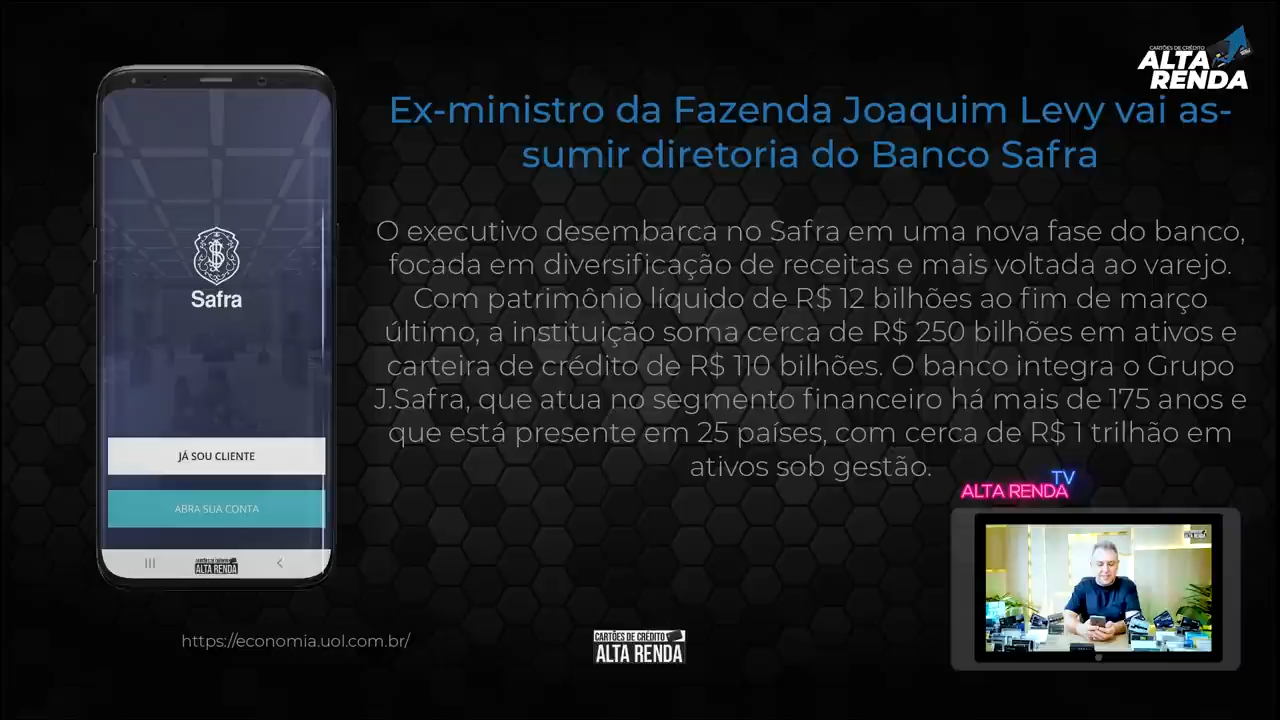 CARTÕES DE CRÉDITO
ALTA
RENDA
Ex-ministro da Fazenda Joaquim Levy vai as-
sumir diretoria do Banco Safra
O executivo desembarca no Safra em uma nova fase do banco,
focada em diversificação de receitas e mais voltada ao varejo.
Com patrimônio líquido de R$ 12 bilhões ao fim de março
último, a instituição soma cerca de R$ 250 bilhões em ativos e
carteira de crédito de R$ 110 bilhões. O banco integra o Grupo
J.Safra, que atua no segmento financeiro há mais de 175 anos e
que está presente em 25 países, com cerca de R$ 1 trilhão em
ativos sob gestão.
Safra
JÁ SOU CLIENTE
ABRA SUA CONTA
CARTÕES DE CRÉDITO
ALTA RENDA
https://economia.uol.com.br/
CARTÕES DE CRÉDITO
ALTA RENDA
TV
ALTA RENDA
ALTA
RENDA